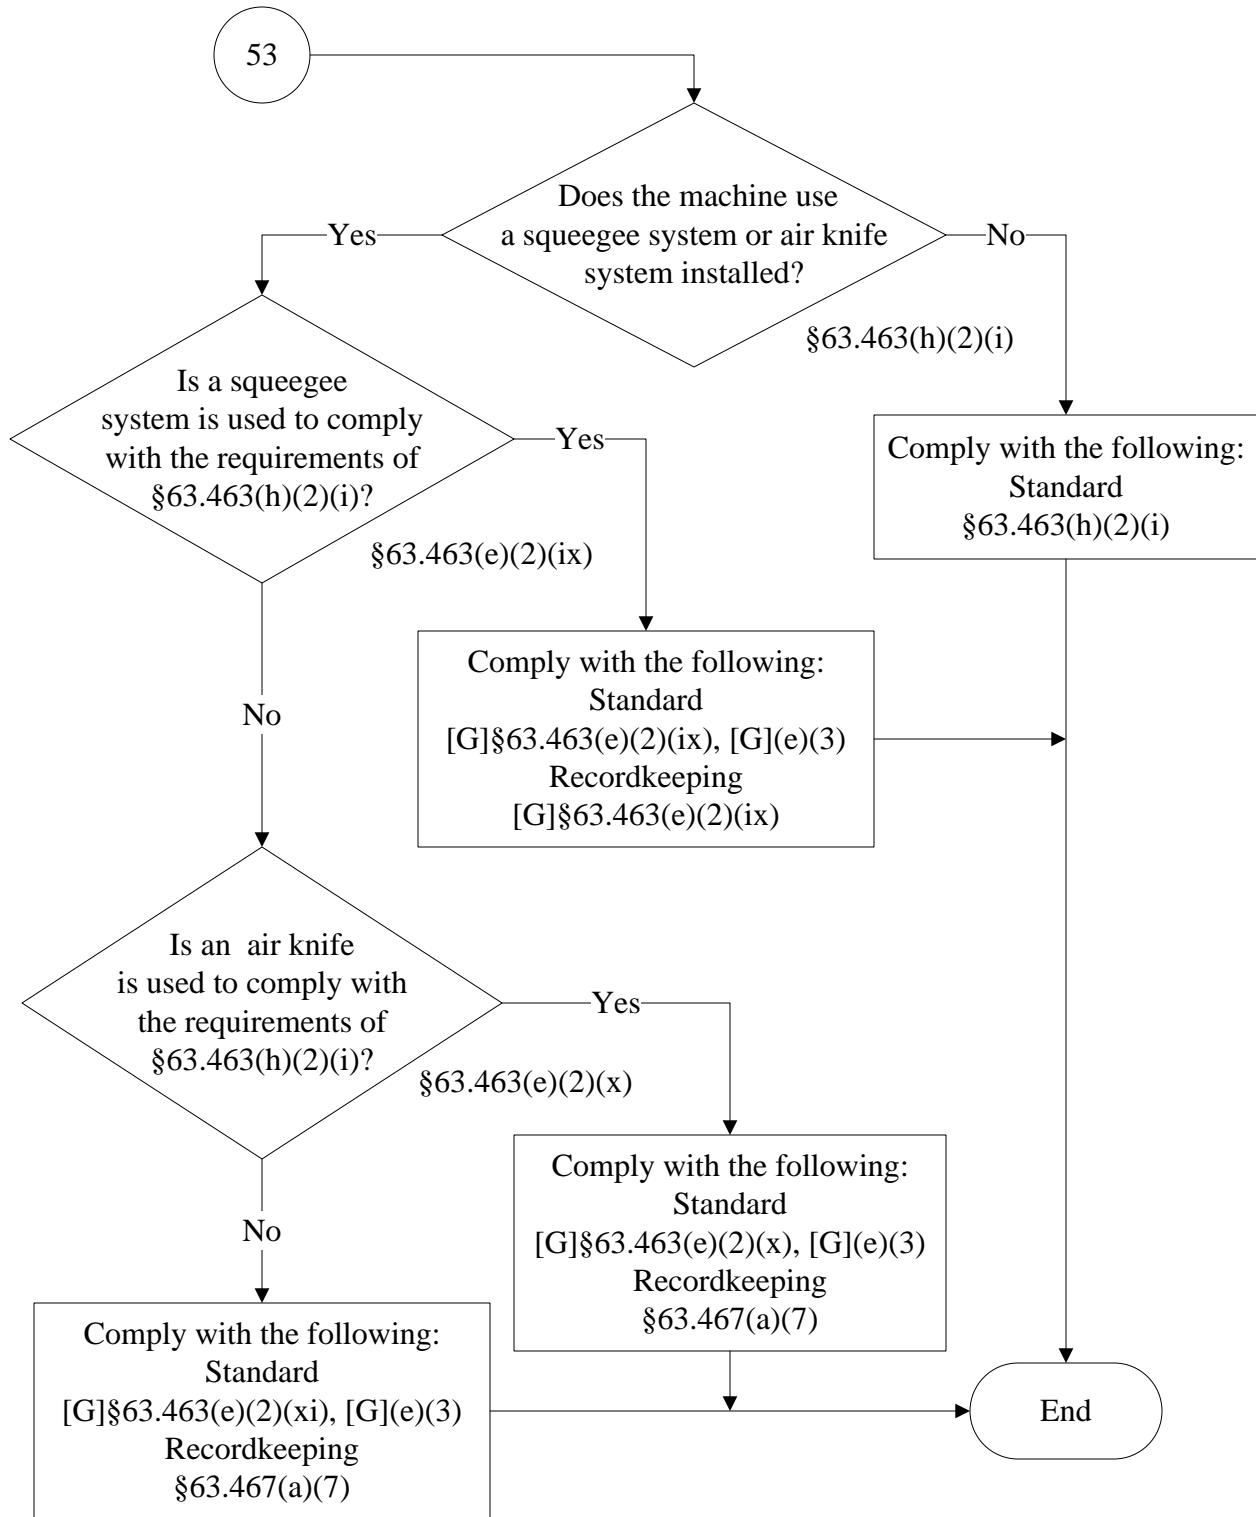 53
Does the machine use
a squeegee system or air knife
system installed?
Yes
No
§63.463(h)(2)(i)
Is a squeegee
system is used to comply
with the requirements of
§63.463(h)(2)(i)?
Yes
§63.463(e)(2)(ix)
No
Comply with the following:
Standard
§63.463(h)(2)(i)
Comply with the following:
Standard
[G]§63.463(e)(2)(ix), [G](e)(3)
Recordkeeping
[G]§63.463(e)(2)(ix)
Is an  air knife
is used to comply with
the requirements of
§63.463(h)(2)(i)?
Yes
§63.463(e)(2)(x)
No
Comply with the following:
Standard
[G]§63.463(e)(2)(x), [G](e)(3)
Recordkeeping
§63.467(a)(7)
Comply with the following:
Standard
[G]§63.463(e)(2)(xi), [G](e)(3)
Recordkeeping
§63.467(a)(7)
End